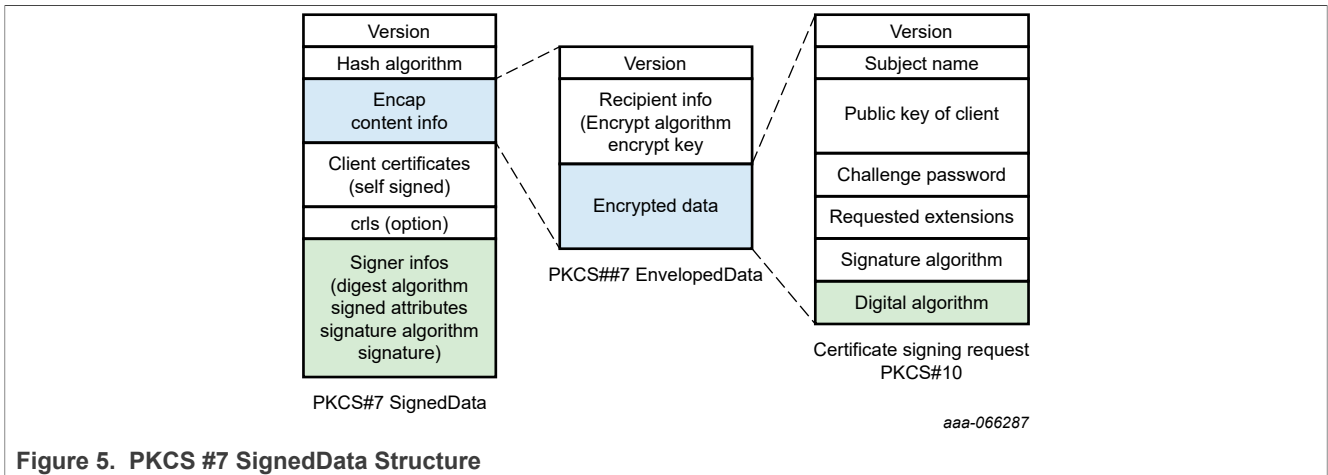 Version
Hash algorithm
Encap
content info
Client certificates
(self signed)
crls (option)
Signer infos
(digest algorithm
signed attributes
signature algorithm
signature)
PKCS#7 SignedData
Version
Recipient info
(Encrypt algorithm
encrypt key
Encrypted data
PKCS##7 EnvelopedData
Version
Subject name
Public key of client
Challenge password
Requested extensions
Signature algorithm
Digital algorithm
Certificate signing request
PKCS#10
aaa-066287
Figure 5. PKCS #7 SignedData Structure